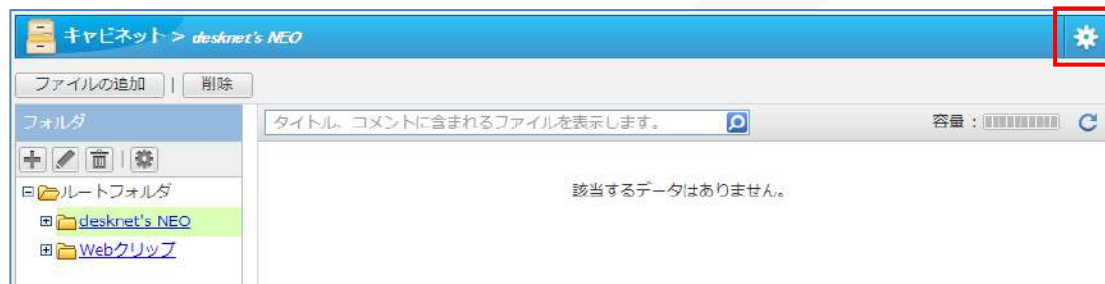 キャビネット > desknet's NEO
ファイルの追加 | 削除
フォルダ
タイトル、コメントに含まれるファイルを表示します。
容量：
ルートフォルダ
該当するデータはありません。
desknet's NEO
Webクリップ